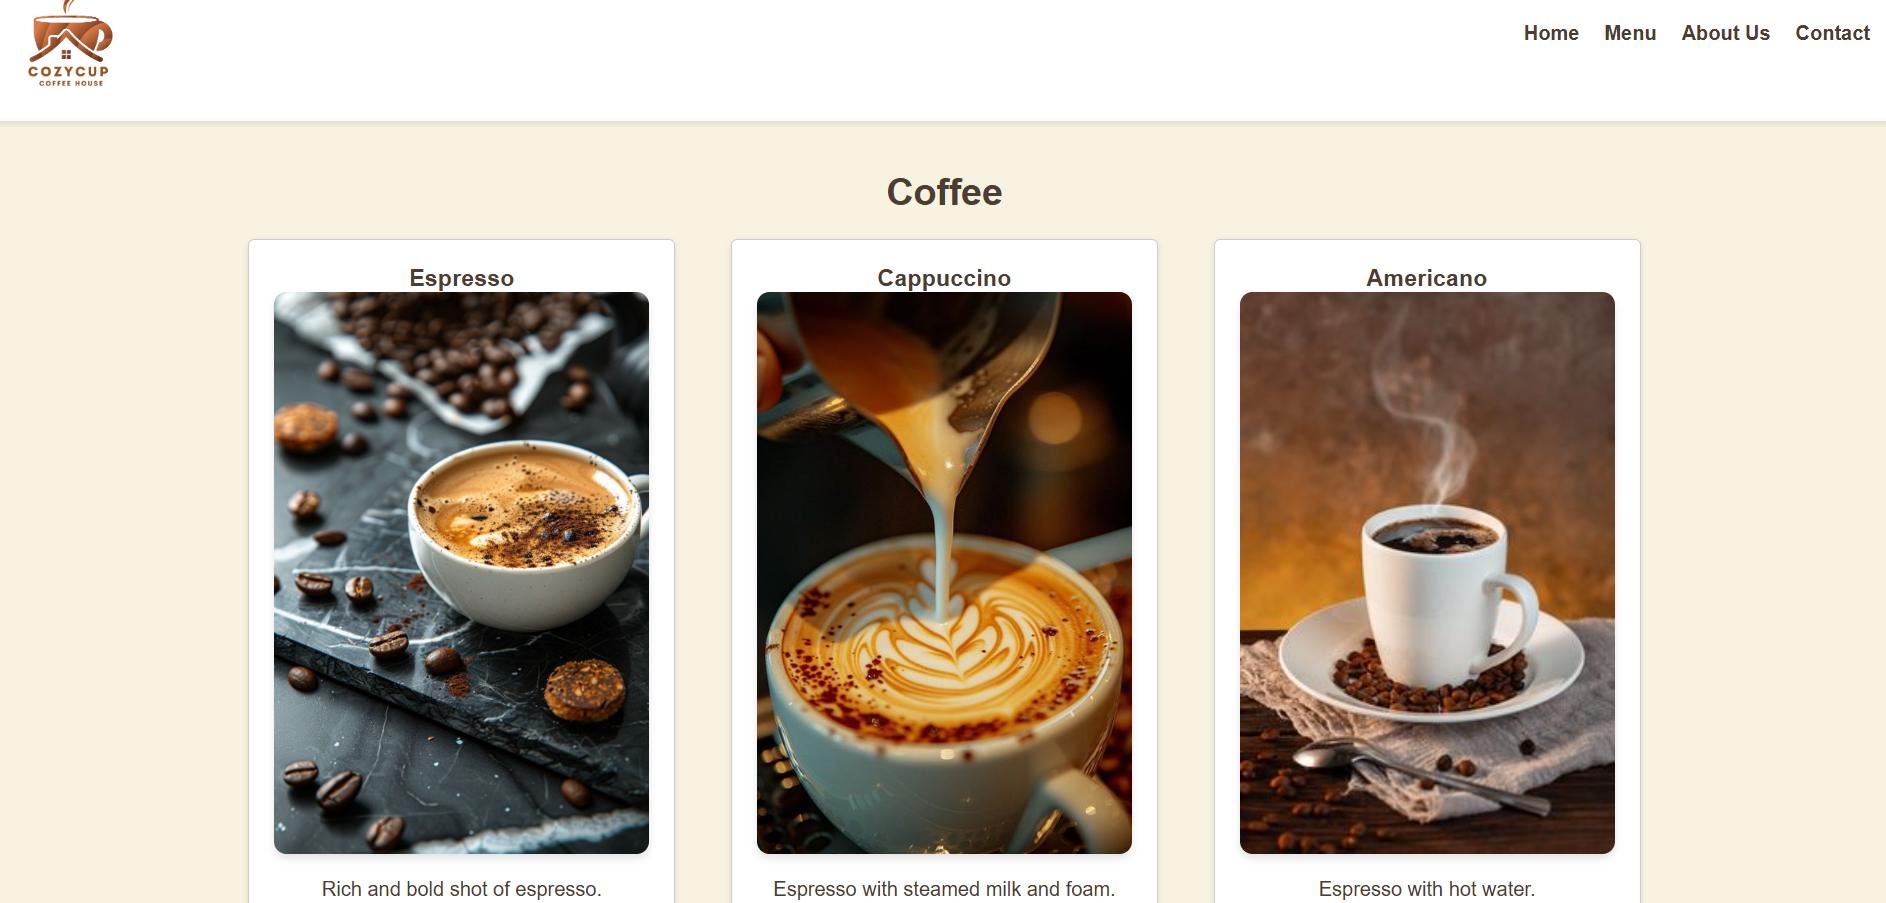 COZYCUP
COFFEE HOUSE
Home Menu About Us Contact
Coffee
Espresso
Cappuccino
Americano
Rich and bold shot of espresso.
Espresso with steamed milk and foam.
Espresso with hot water.